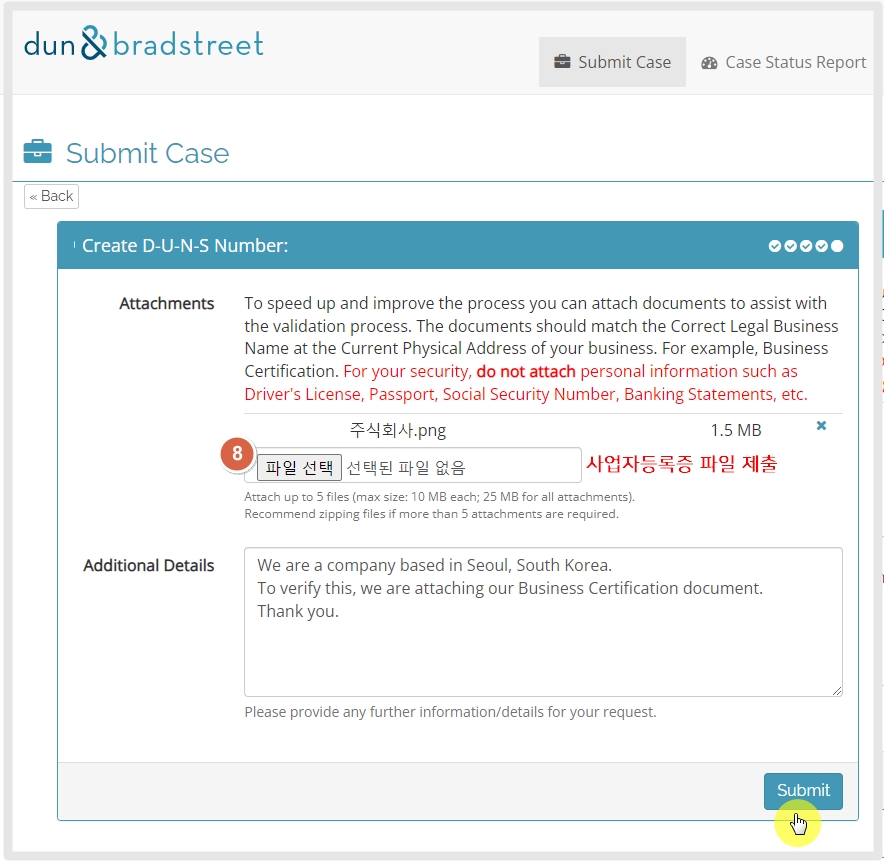 dun & bradstreet
Submit Case
Case Status Report
Submit Case
« Back
Create D-U-N-S Number:
Attachments
To speed up and improve the process you can attach documents to assist with
the validation process. The documents should match the Correct Legal Business
Name at the Current Physical Address of your business. For example, Business
Certification. For your security, do not attach personal information such as
Driver's License, Passport, Social Security Number, Banking Statements, etc.
주식회사.png 1.5 MB
8
파일 선택 선택된 파일 없음
사업자등록증 파일 제출
Attach up to 5 files (max size: 10 MB each; 25 MB for all attachments).
Recommend zipping files if more than 5 attachments are required.
Additional Details
We are a company based in Seoul, South Korea.
To verify this, we are attaching our Business Certification document.
Thank you.
Please provide any further information/details for your request.
Submit